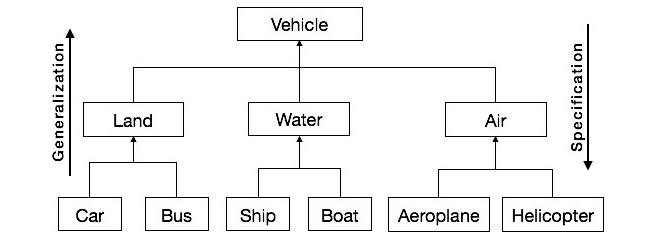 Vehicle
Generalization
Specification
Land
Water
Air
Car
Bus
Ship
Boat
Aeroplane
Helicopter